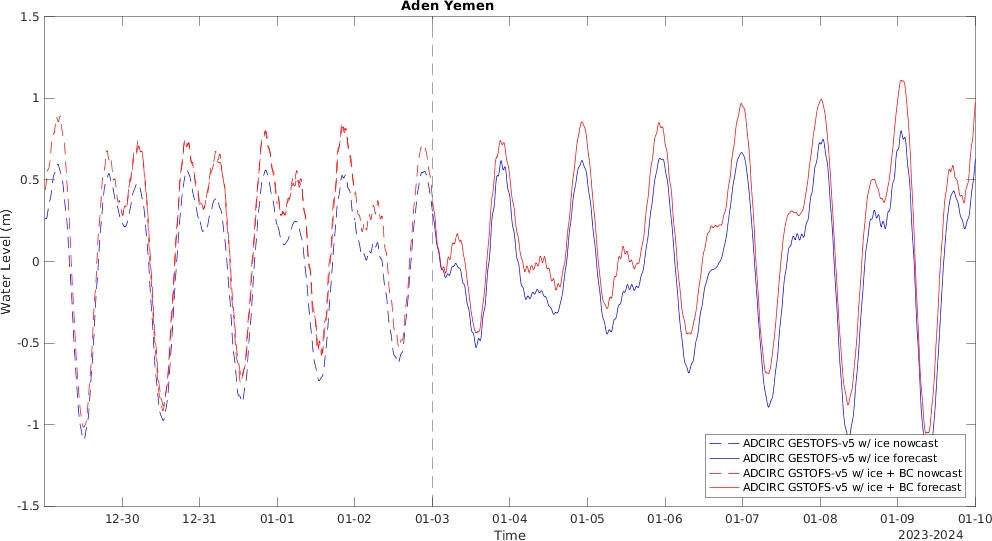 Aden Yemen
1.5
1
0.5
0
-0.5
-1
-1.5
Water Level (m)
12-30
12-31
01-01
01-02
01-03
01-04
01-05
01-06
01-07
01-08
01-09
01-10
Time
2023-2024
ADCIRC GESTOFS-v5 w/ ice nowcast
ADCIRC GESTOFS-v5 w/ ice forecast
ADCIRC GSTOFS-v5 w/ ice + BC nowcast
ADCIRC GSTOFS-v5 w/ ice + BC forecast